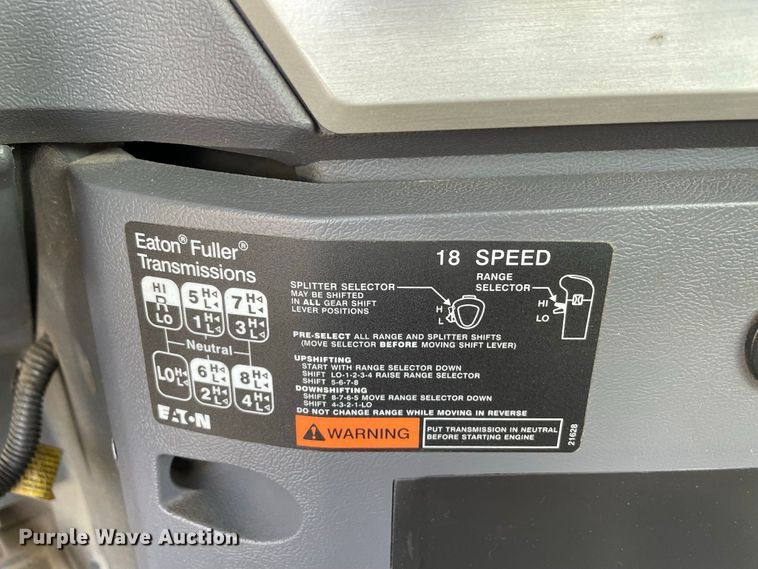 Eaton® Fuller®
Transmissions
18 SPEED
HI
R
LO
5 H L
1 H L
7 H L
3 H L
Neutral
LO H L
6 H L
2 H L
8 H L
4 H L
EATON
SPLITTER SELECTOR
MAY BE SHIFTED
IN ALL GEAR SHIFT
LEVER POSITIONS
H
L
RANGE
SELECTOR
HI
LO
PRE-SELECT ALL RANGE AND SPLITTER SHIFTS
(MOVE SELECTOR BEFORE MOVING SHIFT LEVER)
UPSHIFTING
START WITH RANGE SELECTOR DOWN
SHIFT LO-1-2-3-4 RAISE RANGE SELECTOR
SHIFT 5-6-7-8
DOWNSHIFTING
SHIFT 8-7-6-5 MOVE RANGE SELECTOR DOWN
SHIFT 4-3-2-1-LO
DO NOT CHANGE RANGE WHILE MOVING IN REVERSE
WARNING
PUT TRANSMISSION IN NEUTRAL
BEFORE STARTING ENGINE
21628
Purple Wave Auction